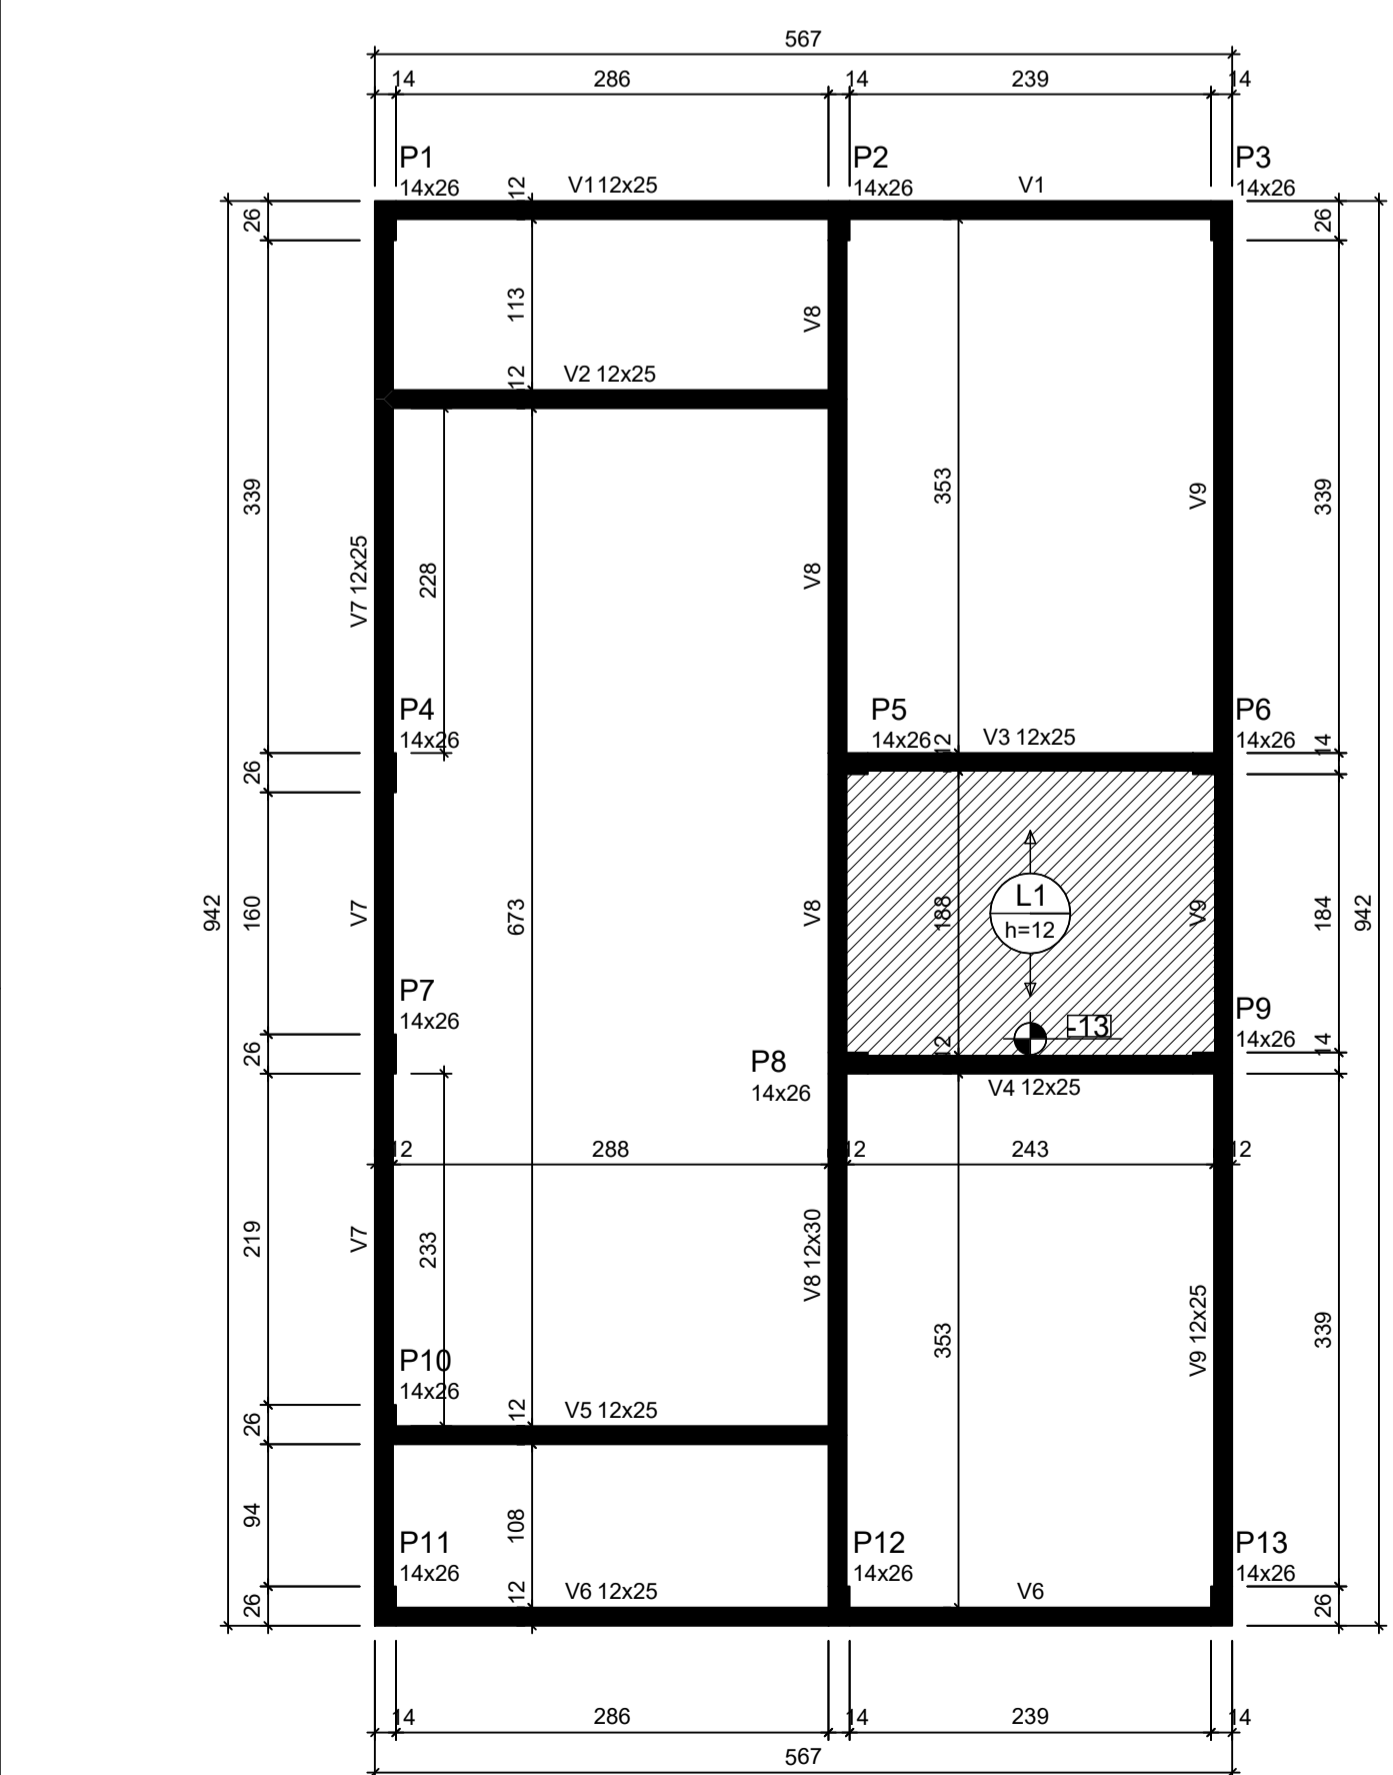 567
14 286 14 239 14
P1 P2 P3
14x26 12 V112x25 14x26 V1 14x26
26 26
113 V8
12 V2 12x25
339 353 V9 339
V7 12x25 228 V8
P4 P5 P6
14x26 14x26 12 V3 12x25 14x26 14
26
L1
942 160 V7 673 V8 188 V9 184 942
h=12
P7 P9
14x26 -13 14x26 14
26 12
P8
14x26 V4 12x25
12 288 12 243 12
219 V7 233 V8 12x30
353 V9 12x25 339
P10
14x26
26 12 V5 12x25
94 108
P11 P12 P13
14x26 14x26 14x26
26 12 V6 12x25 V6 26
14 286 14 239 14
567